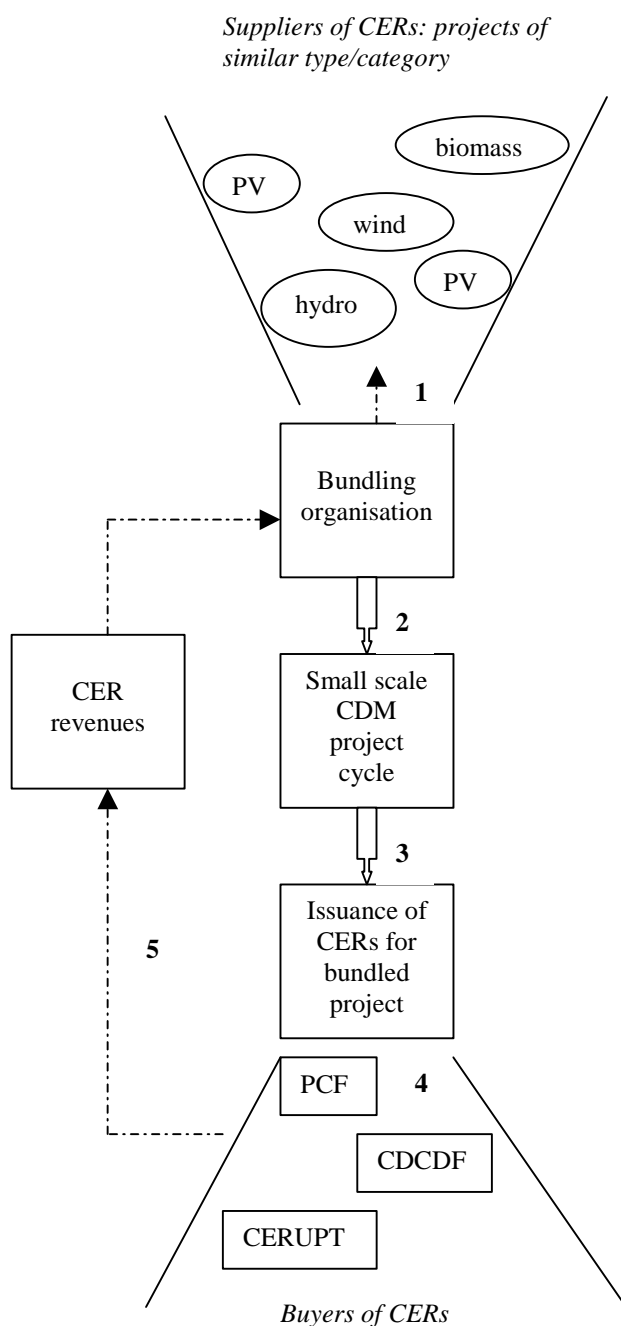 Suppliers of CERs: projects of
similar type/category
biomass
PV
wind
PV
hydro
1
Bundling
organisation
2
CER
revenues
Small scale
CDM
project
cycle
3
5
Issuance of
CERs for
bundled
project
PCF
4
CDCDF
CERUPT
Buyers of CERs